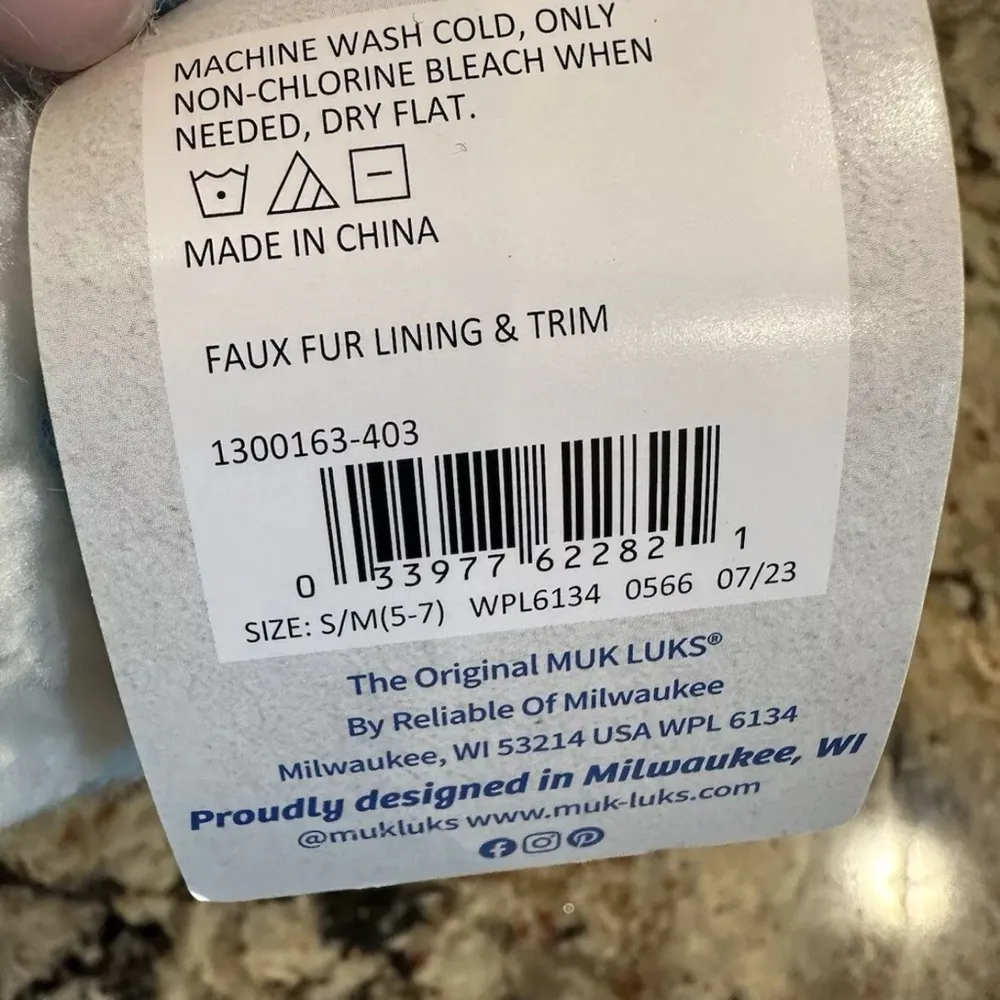 MACHINE WASH COLD, ONLY
NON-CHLORINE BLEACH WHEN
NEEDED, DRY FLAT.
MADE IN CHINA
FAUX FUR LINING & TRIM
1300163-403
0 33977 62282 1
SIZE: S/M(5-7) WPL6134 0566 07/23
The Original MUK LUKS®
By Reliable Of Milwaukee
Milwaukee, WI 53214 USA WPL 6134
Proudly designed in Milwaukee, WI
@mukluks www.muk-luks.com